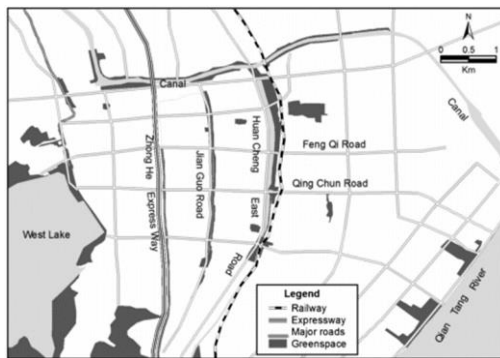 N
0 0.5 1
Km
Canal
Canal
Zhong He
Express Way
Jian Guo Road
Huan Cheng
East
Road
Feng Qi Road
Qing Chun Road
West Lake
Qian Tang River
Legend
Railway
Expressway
Major roads
Greenspace